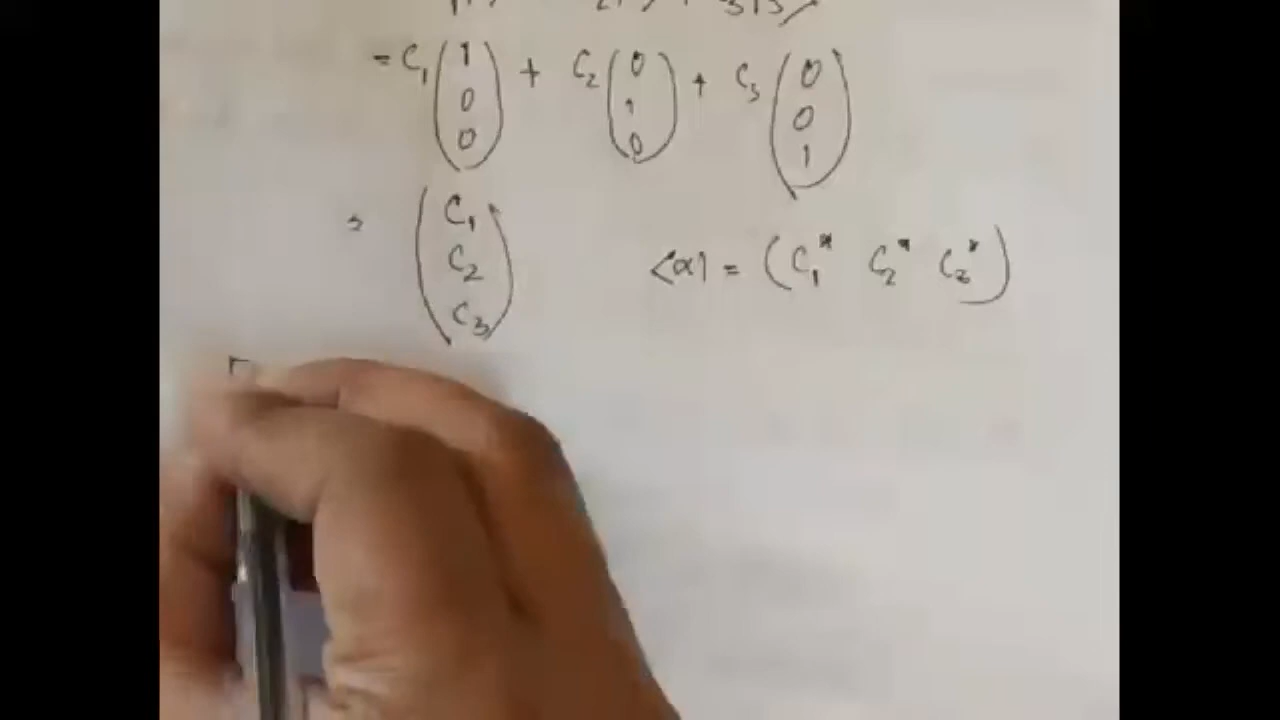 = C₁ (1 0 0) + C₂ (0 1 0) + C₃ (0 0 1)
= (C₁ C₂ C₃)
<α| = (C₁* C₂* C₃*)